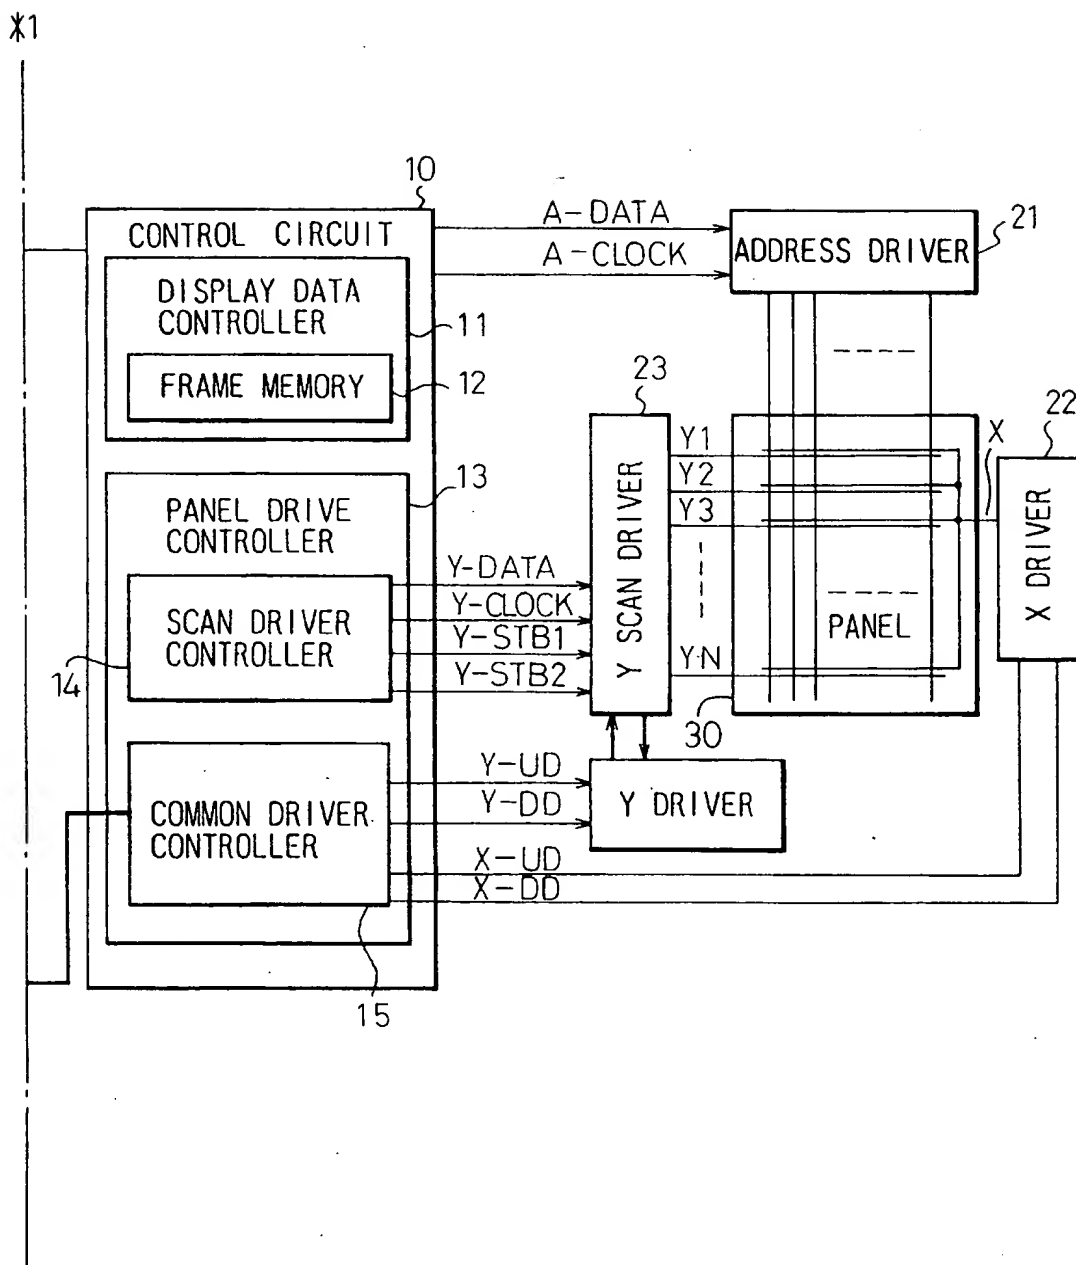 ※1
10
CONTROL CIRCUIT
DISPLAY DATA
CONTROLLER
11
FRAME MEMORY
12
13
PANEL DRIVE
CONTROLLER
SCAN DRIVER
CONTROLLER
14
COMMON DRIVER
CONTROLLER
15
A-DATA
A-CLOCK
ADDRESS DRIVER
21
23
Y SCAN DRIVER
Y1
Y2
Y3
YN
X
22
X DRIVER
PANEL
30
Y-DATA
Y-CLOCK
Y-STB1
Y-STB2
Y-UD
Y-DD
Y DRIVER
X-UD
X-DD